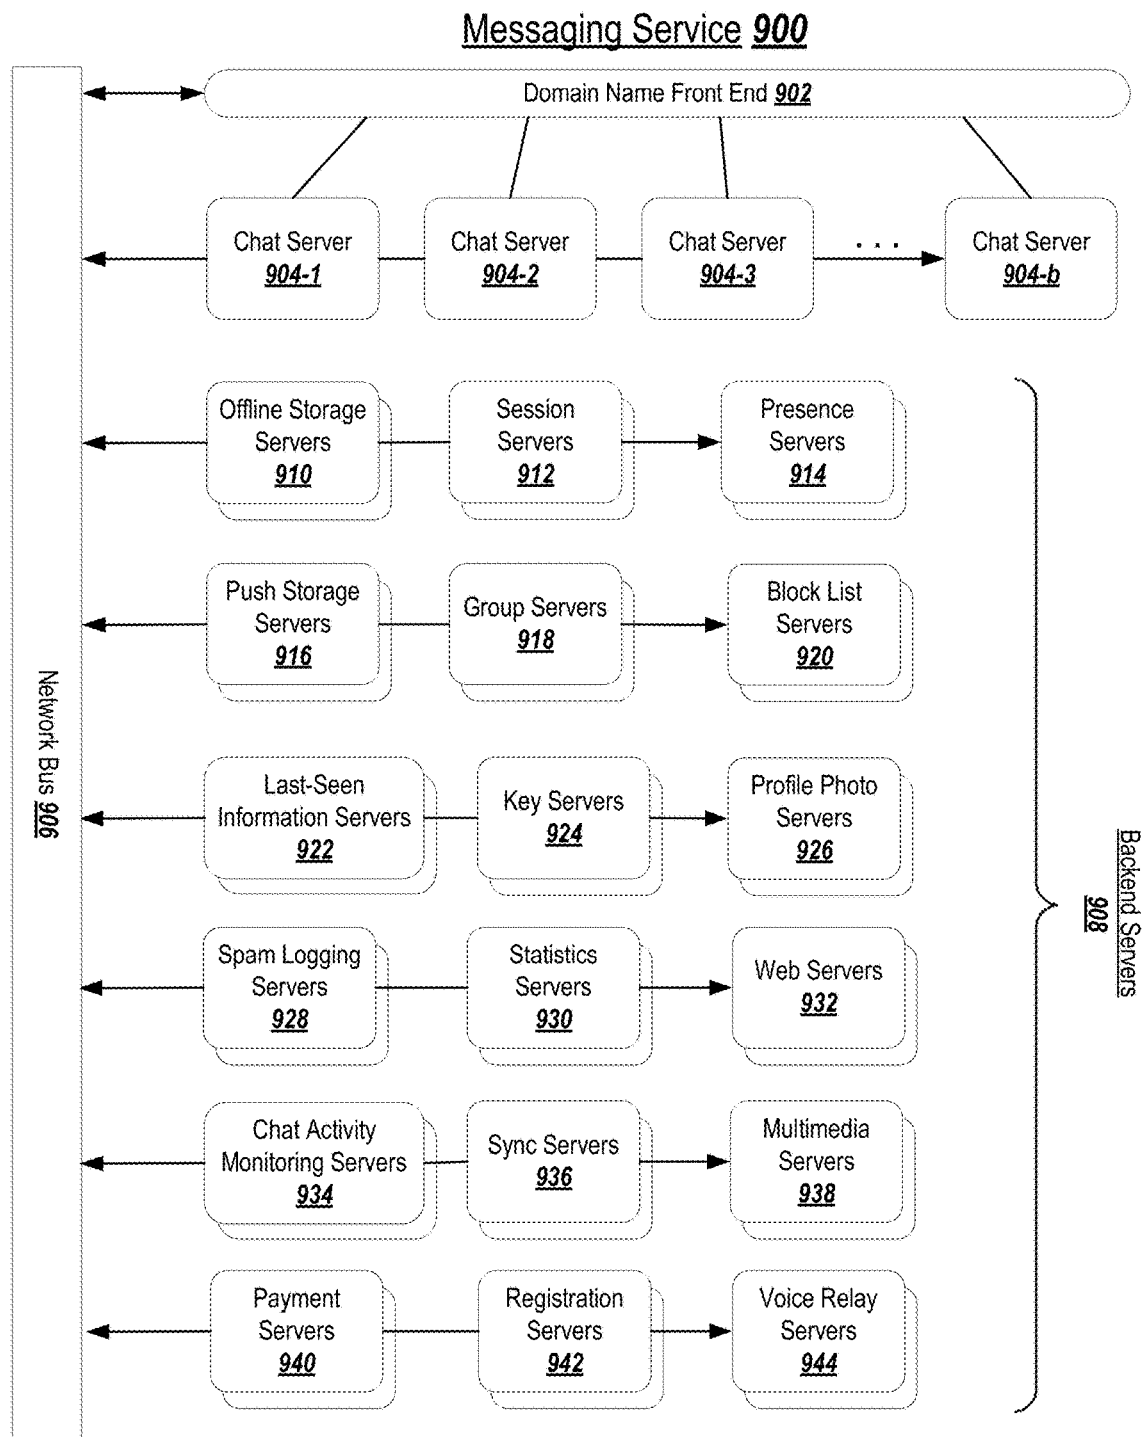 Messaging Service 900
Domain Name Front End 902
Chat Server
904-1
Chat Server
904-2
Chat Server
904-3
. . .
Chat Server
904-b
Offline Storage
Servers
910
Session
Servers
912
Presence
Servers
914
Push Storage
Servers
916
Group Servers
918
Block List
Servers
920
Network Bus 906
Last-Seen
Information Servers
922
Key Servers
924
Profile Photo
Servers
926
Backend Servers
908
Spam Logging
Servers
928
Statistics
Servers
930
Web Servers
932
Chat Activity
Monitoring Servers
934
Sync Servers
936
Multimedia
Servers
938
Payment
Servers
940
Registration
Servers
942
Voice Relay
Servers
944